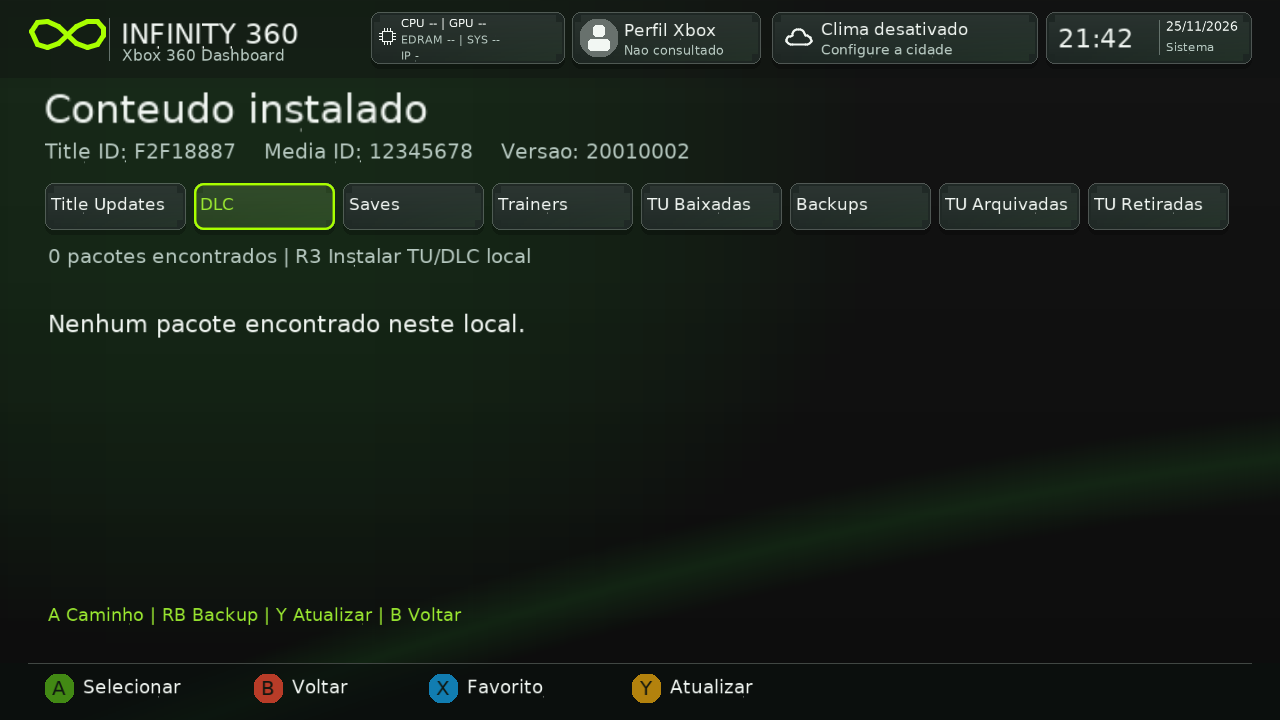 INFINITY 360
Xbox 360 Dashboard
CPU -- | GPU --
EDRAM -- | SYS --
IP -
Perfil Xbox
Nao consultado
Clima desativado
Configure a cidade
21:42
25/11/2026
Sistema
Conteudo instalado
Title ID: F2F18887 Media ID: 12345678 Versao: 20010002
Title Updates DLC Saves Trainers TU Baixadas Backups TU Arquivadas TU Retiradas
0 pacotes encontrados | R3 Instalar TU/DLC local
Nenhum pacote encontrado neste local.
A Caminho | RB Backup | Y Atualizar | B Voltar
A Selecionar B Voltar X Favorito Y Atualizar